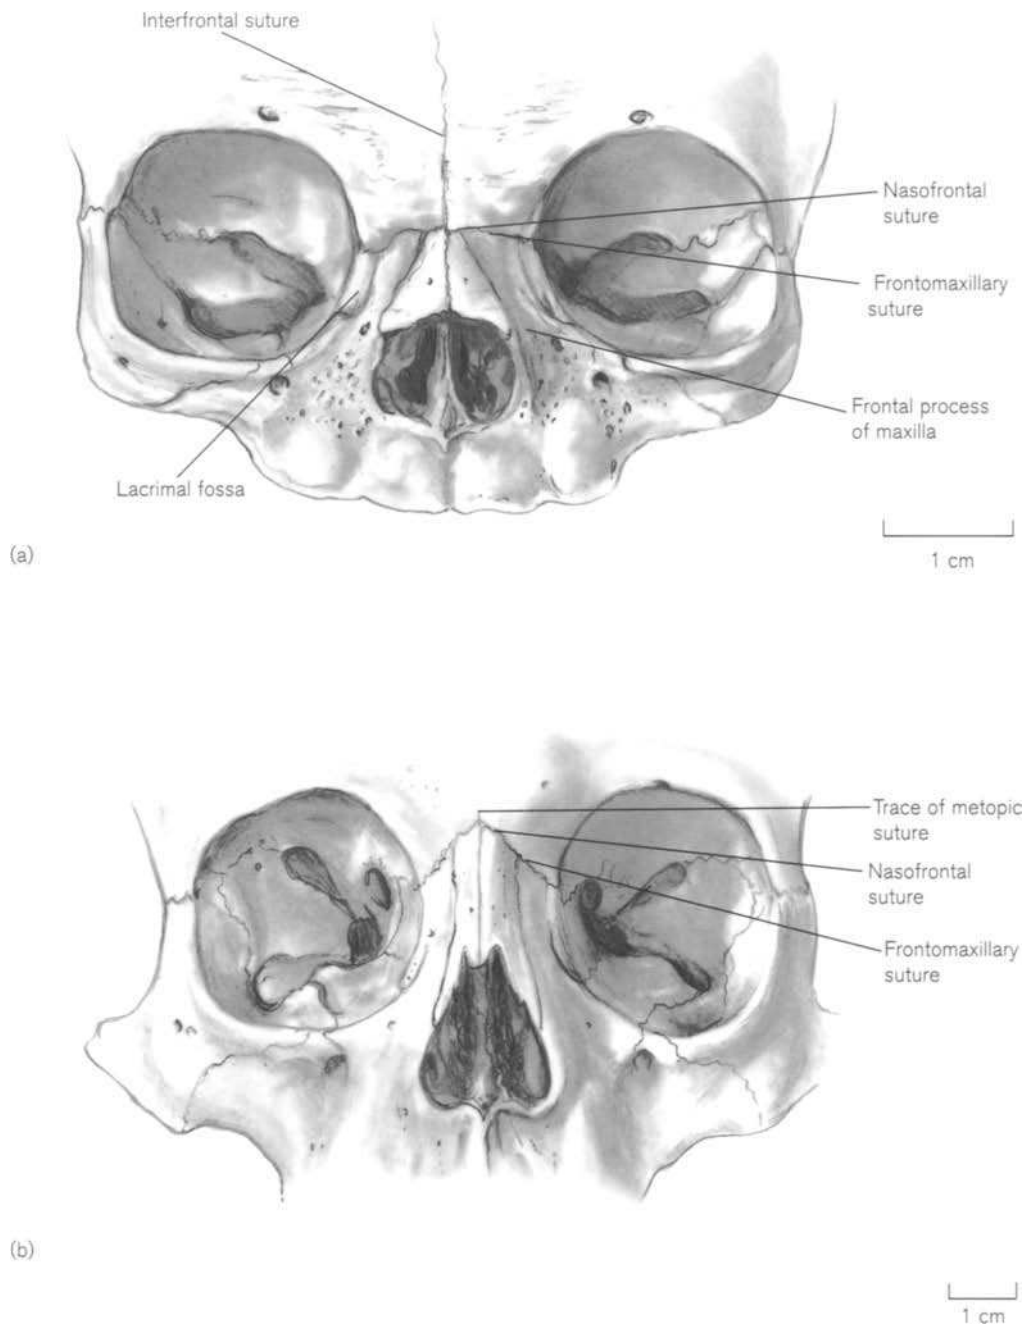 Interfrontal suture
Nasofrontal
suture
Frontomaxillary
suture
Frontal process
of maxilla
Lacrimal fossa
1 cm
(a)
Trace of metopic
suture
Nasofrontal
suture
Frontomaxillary
suture
(b)
1 cm